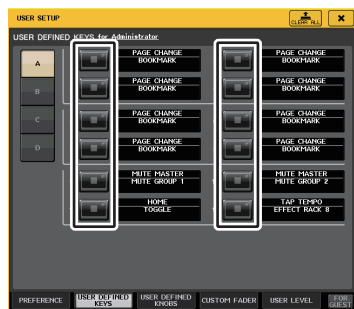 USER SETUP
CLEAR ALL
USER DEFINED KEYS for Administrator
A
PAGE CHANGE
BOOKMARK
PAGE CHANGE
BOOKMARK
B
PAGE CHANGE
BOOKMARK
PAGE CHANGE
BOOKMARK
C
PAGE CHANGE
BOOKMARK
PAGE CHANGE
BOOKMARK
D
PAGE CHANGE
BOOKMARK
PAGE CHANGE
BOOKMARK
MUTE MASTER
MUTE GROUP 1
MUTE MASTER
MUTE GROUP 2
HOME
TOGGLE
TAP TEMPO
EFFECT RACK 8
PREFERENCE
USER DEFINED KEYS
USER DEFINED KNOBS
CUSTOM FADER
USER LEVEL
FOR GUEST